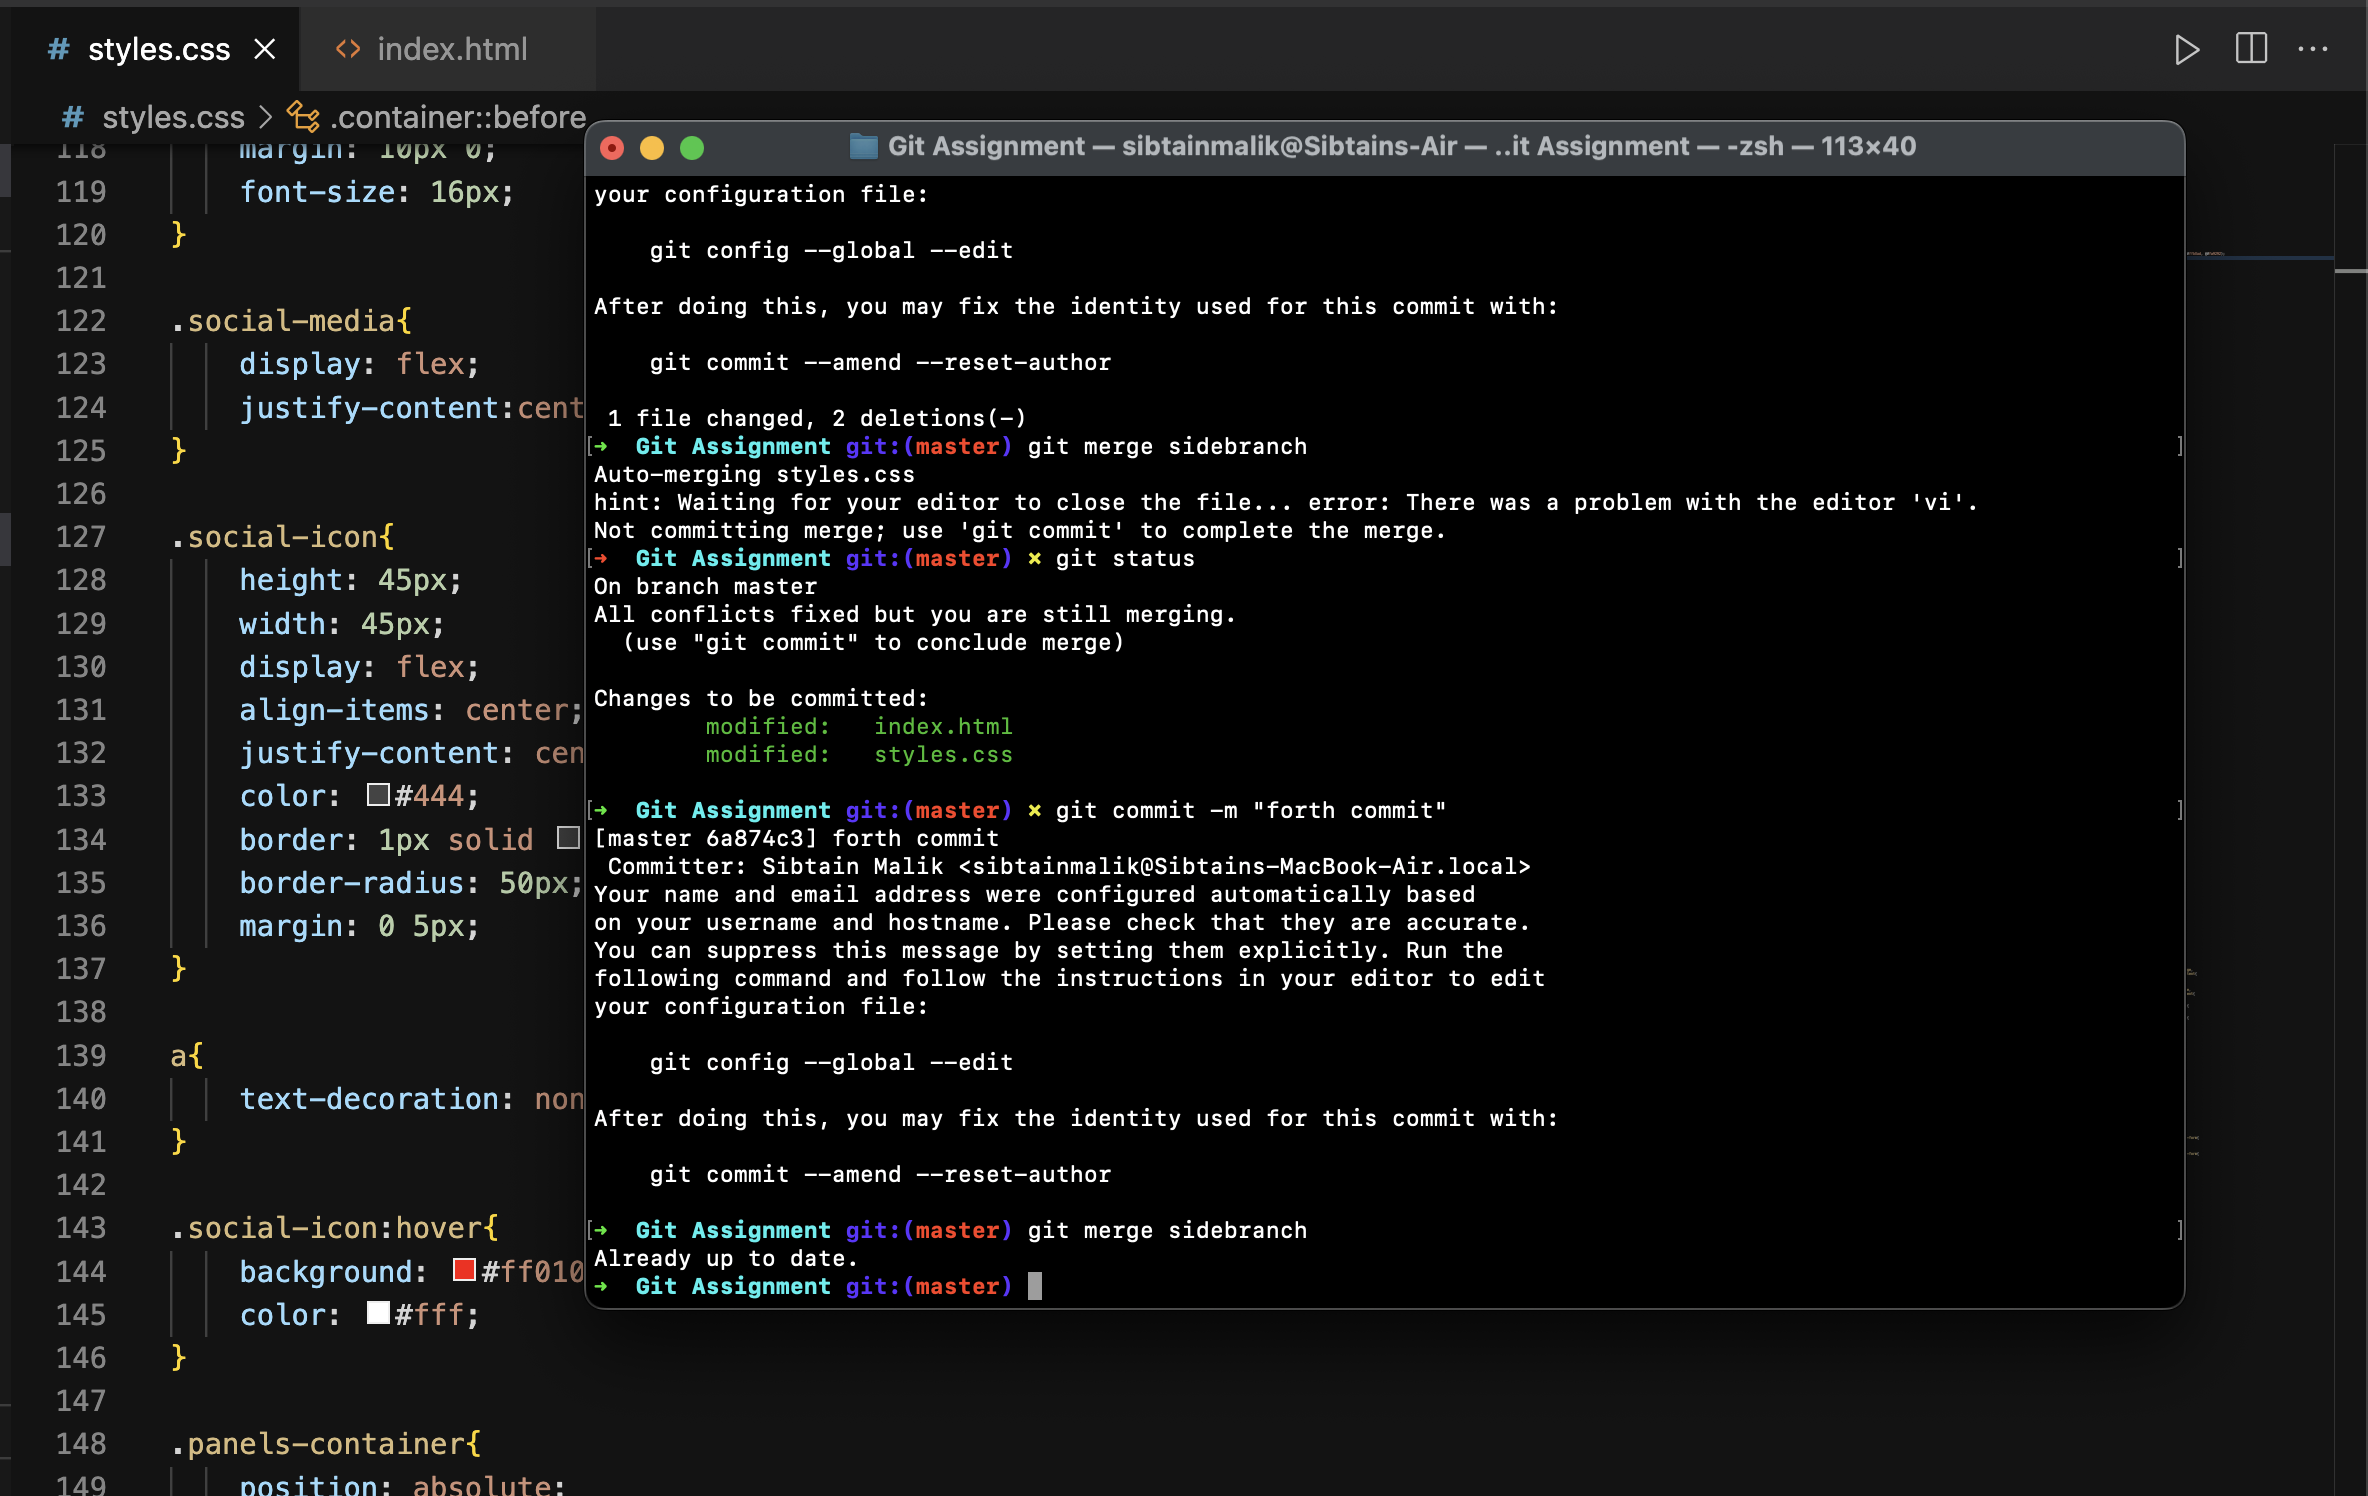 # styles.css × <> index.html
# styles.css > .container::before
118 margin: 10px 0;
119 font-size: 16px;
120 }
121
122 .social-media{
123 display: flex;
124 justify-content:cent
125 }
126
127 .social-icon{
128 height: 45px;
129 width: 45px;
130 display: flex;
131 align-items: center;
132 justify-content: cen
133 color: #444;
134 border: 1px solid
135 border-radius: 50px;
136 margin: 0 5px;
137 }
138
139 a{
140 text-decoration: non
141 }
142
143 .social-icon:hover{
144 background: #ff010
145 color: #fff;
146 }
147
148 .panels-container{
149 position: absolute;
Git Assignment — sibtainmalik@Sibtains-Air — ..it Assignment — -zsh — 113×40
your configuration file:
git config --global --edit
After doing this, you may fix the identity used for this commit with:
git commit --amend --reset-author
1 file changed, 2 deletions(-)
[➜ Git Assignment git:(master) git merge sidebranch ]
Auto-merging styles.css
hint: Waiting for your editor to close the file... error: There was a problem with the editor 'vi'.
Not committing merge; use 'git commit' to complete the merge.
[➜ Git Assignment git:(master) ✗ git status ]
On branch master
All conflicts fixed but you are still merging.
(use "git commit" to conclude merge)
Changes to be committed:
modified: index.html
modified: styles.css
[➜ Git Assignment git:(master) ✗ git commit -m "forth commit" ]
[master 6a874c3] forth commit
Committer: Sibtain Malik <sibtainmalik@Sibtains-MacBook-Air.local>
Your name and email address were configured automatically based
on your username and hostname. Please check that they are accurate.
You can suppress this message by setting them explicitly. Run the
following command and follow the instructions in your editor to edit
your configuration file:
git config --global --edit
After doing this, you may fix the identity used for this commit with:
git commit --amend --reset-author
[➜ Git Assignment git:(master) git merge sidebranch ]
Already up to date.
➜ Git Assignment git:(master)